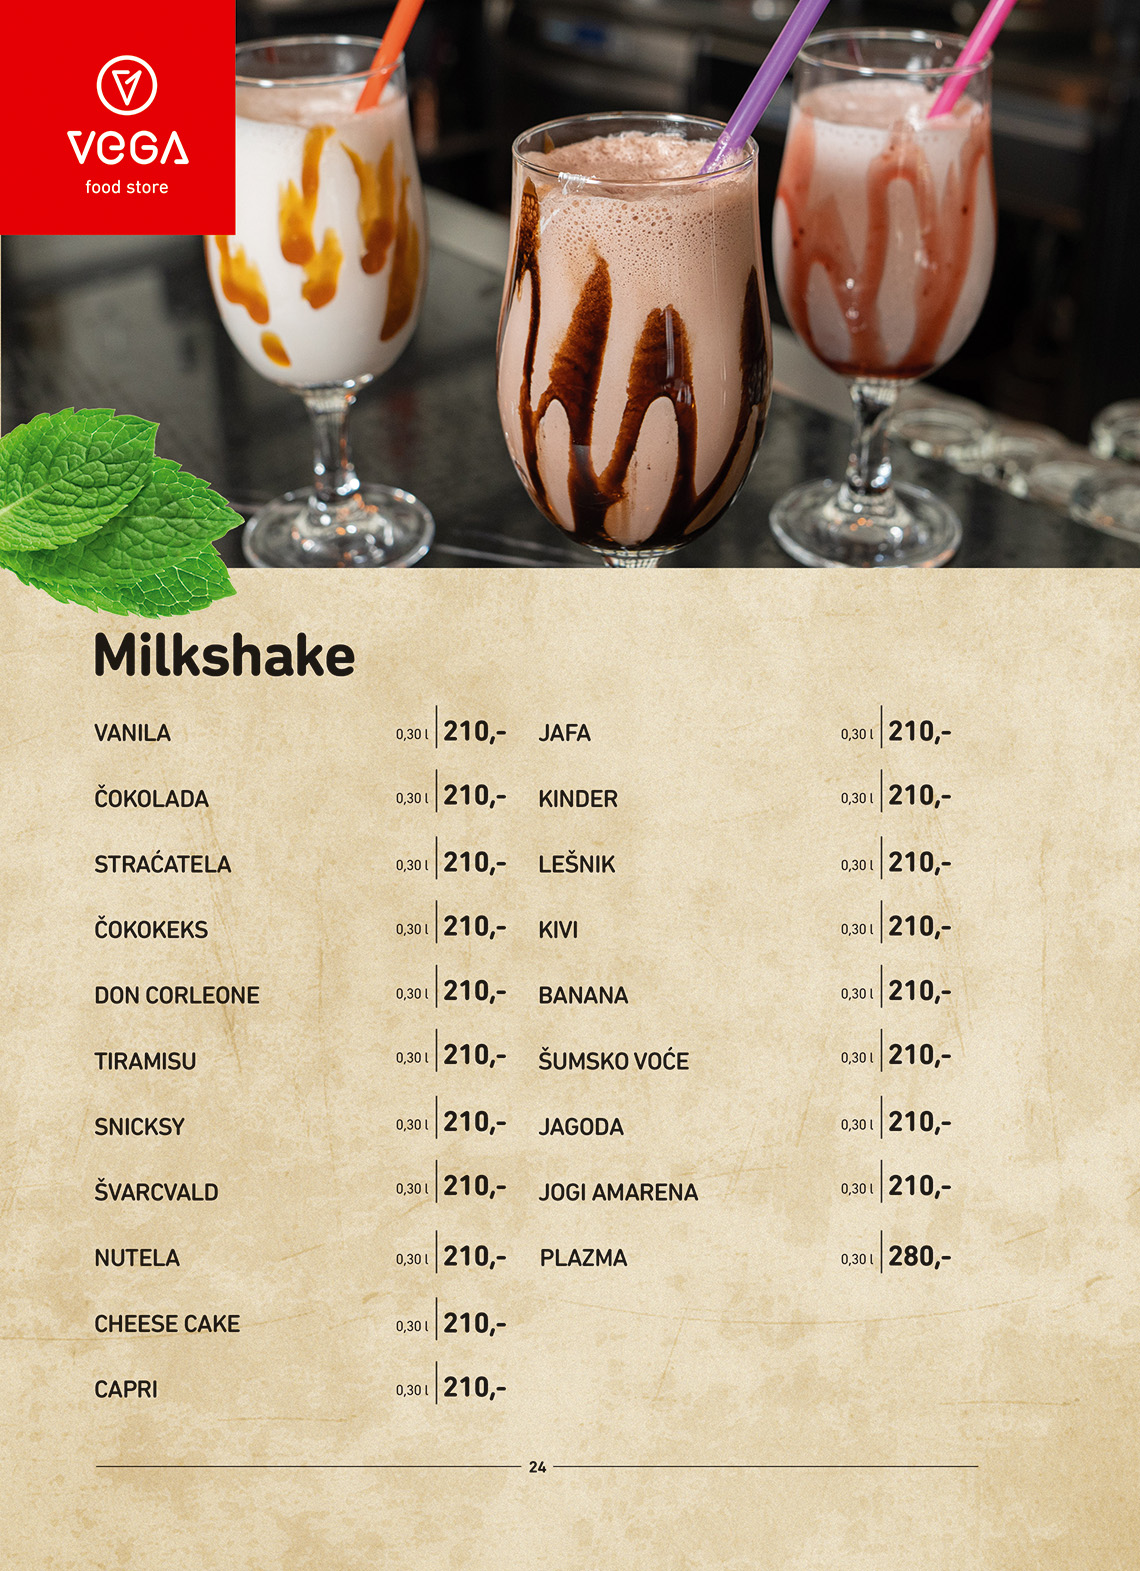 VEGA
food store
Milkshake
VANILA 0,30 l 210,-
ČOKOLADA 0,30 l 210,-
STRAĆATELA 0,30 l 210,-
ČOKOKEKS 0,30 l 210,-
DON CORLEONE 0,30 l 210,-
TIRAMISU 0,30 l 210,-
SNICKSY 0,30 l 210,-
ŠVARCVALD 0,30 l 210,-
NUTELA 0,30 l 210,-
CHEESE CAKE 0,30 l 210,-
CAPRI 0,30 l 210,-
JAFA 0,30 l 210,-
KINDER 0,30 l 210,-
LEŠNIK 0,30 l 210,-
KIVI 0,30 l 210,-
BANANA 0,30 l 210,-
ŠUMSKO VOĆE 0,30 l 210,-
JAGODA 0,30 l 210,-
JOGI AMARENA 0,30 l 210,-
PLAZMA 0,30 l 280,-
24